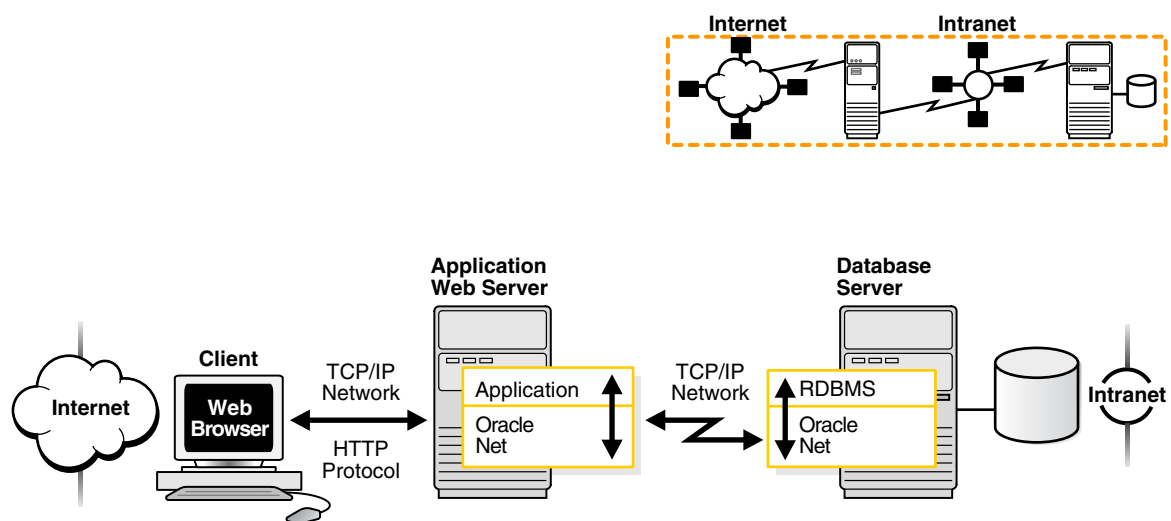 Internet
Intranet
Application
Web Server
Database
Server
Client
TCP/IP
Network
TCP/IP
Network
Internet
Web
Browser
HTTP
Protocol
Application
Oracle
Net
RDBMS
Oracle
Net
Intranet